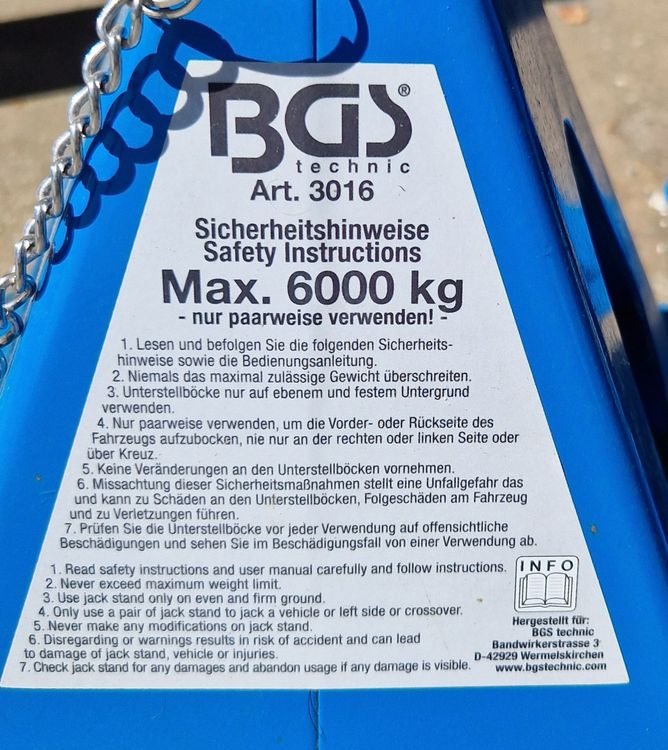 BGS®
technic
Art. 3016
Sicherheitshinweise
Safety Instructions
Max. 6000 kg
- nur paarweise verwenden! -
1. Lesen und befolgen Sie die folgenden Sicherheits-
hinweise sowie die Bedienungsanleitung.
2. Niemals das maximal zulässige Gewicht überschreiten.
3. Unterstellböcke nur auf ebenem und festem Untergrund
verwenden.
4. Nur paarweise verwenden, um die Vorder- oder Rückseite des
Fahrzeugs aufzubocken, nie nur an der rechten oder linken Seite oder
über Kreuz.
5. Keine Veränderungen an den Unterstellböcken vornehmen.
6. Missachtung dieser Sicherheitsmaßnahmen stellt eine Unfallgefahr das
und kann zu Schäden an den Unterstellböcken, Folgeschäden am Fahrzeug
und zu Verletzungen führen.
7. Prüfen Sie die Unterstellböcke vor jeder Verwendung auf offensichtliche
Beschädigungen und sehen Sie im Beschädigungsfall von einer Verwendung ab.
1. Read safety instructions and user manual carefully and follow instructions.
2. Never exceed maximum weight limit.
3. Use jack stand only on even and firm ground.
4. Only use a pair of jack stand to jack a vehicle or left side or crossover.
5. Never make any modifications on jack stand.
6. Disregarding or warnings results in risk of accident and can lead
to damage of jack stand, vehicle or injuries.
7. Check jack stand for any damages and abandon usage if any damage is visible.
INFO
Hergestellt für:
BGS technic
Bandwirkerstrasse 3
D-42929 Wermelskirchen
www.bgstechnic.com